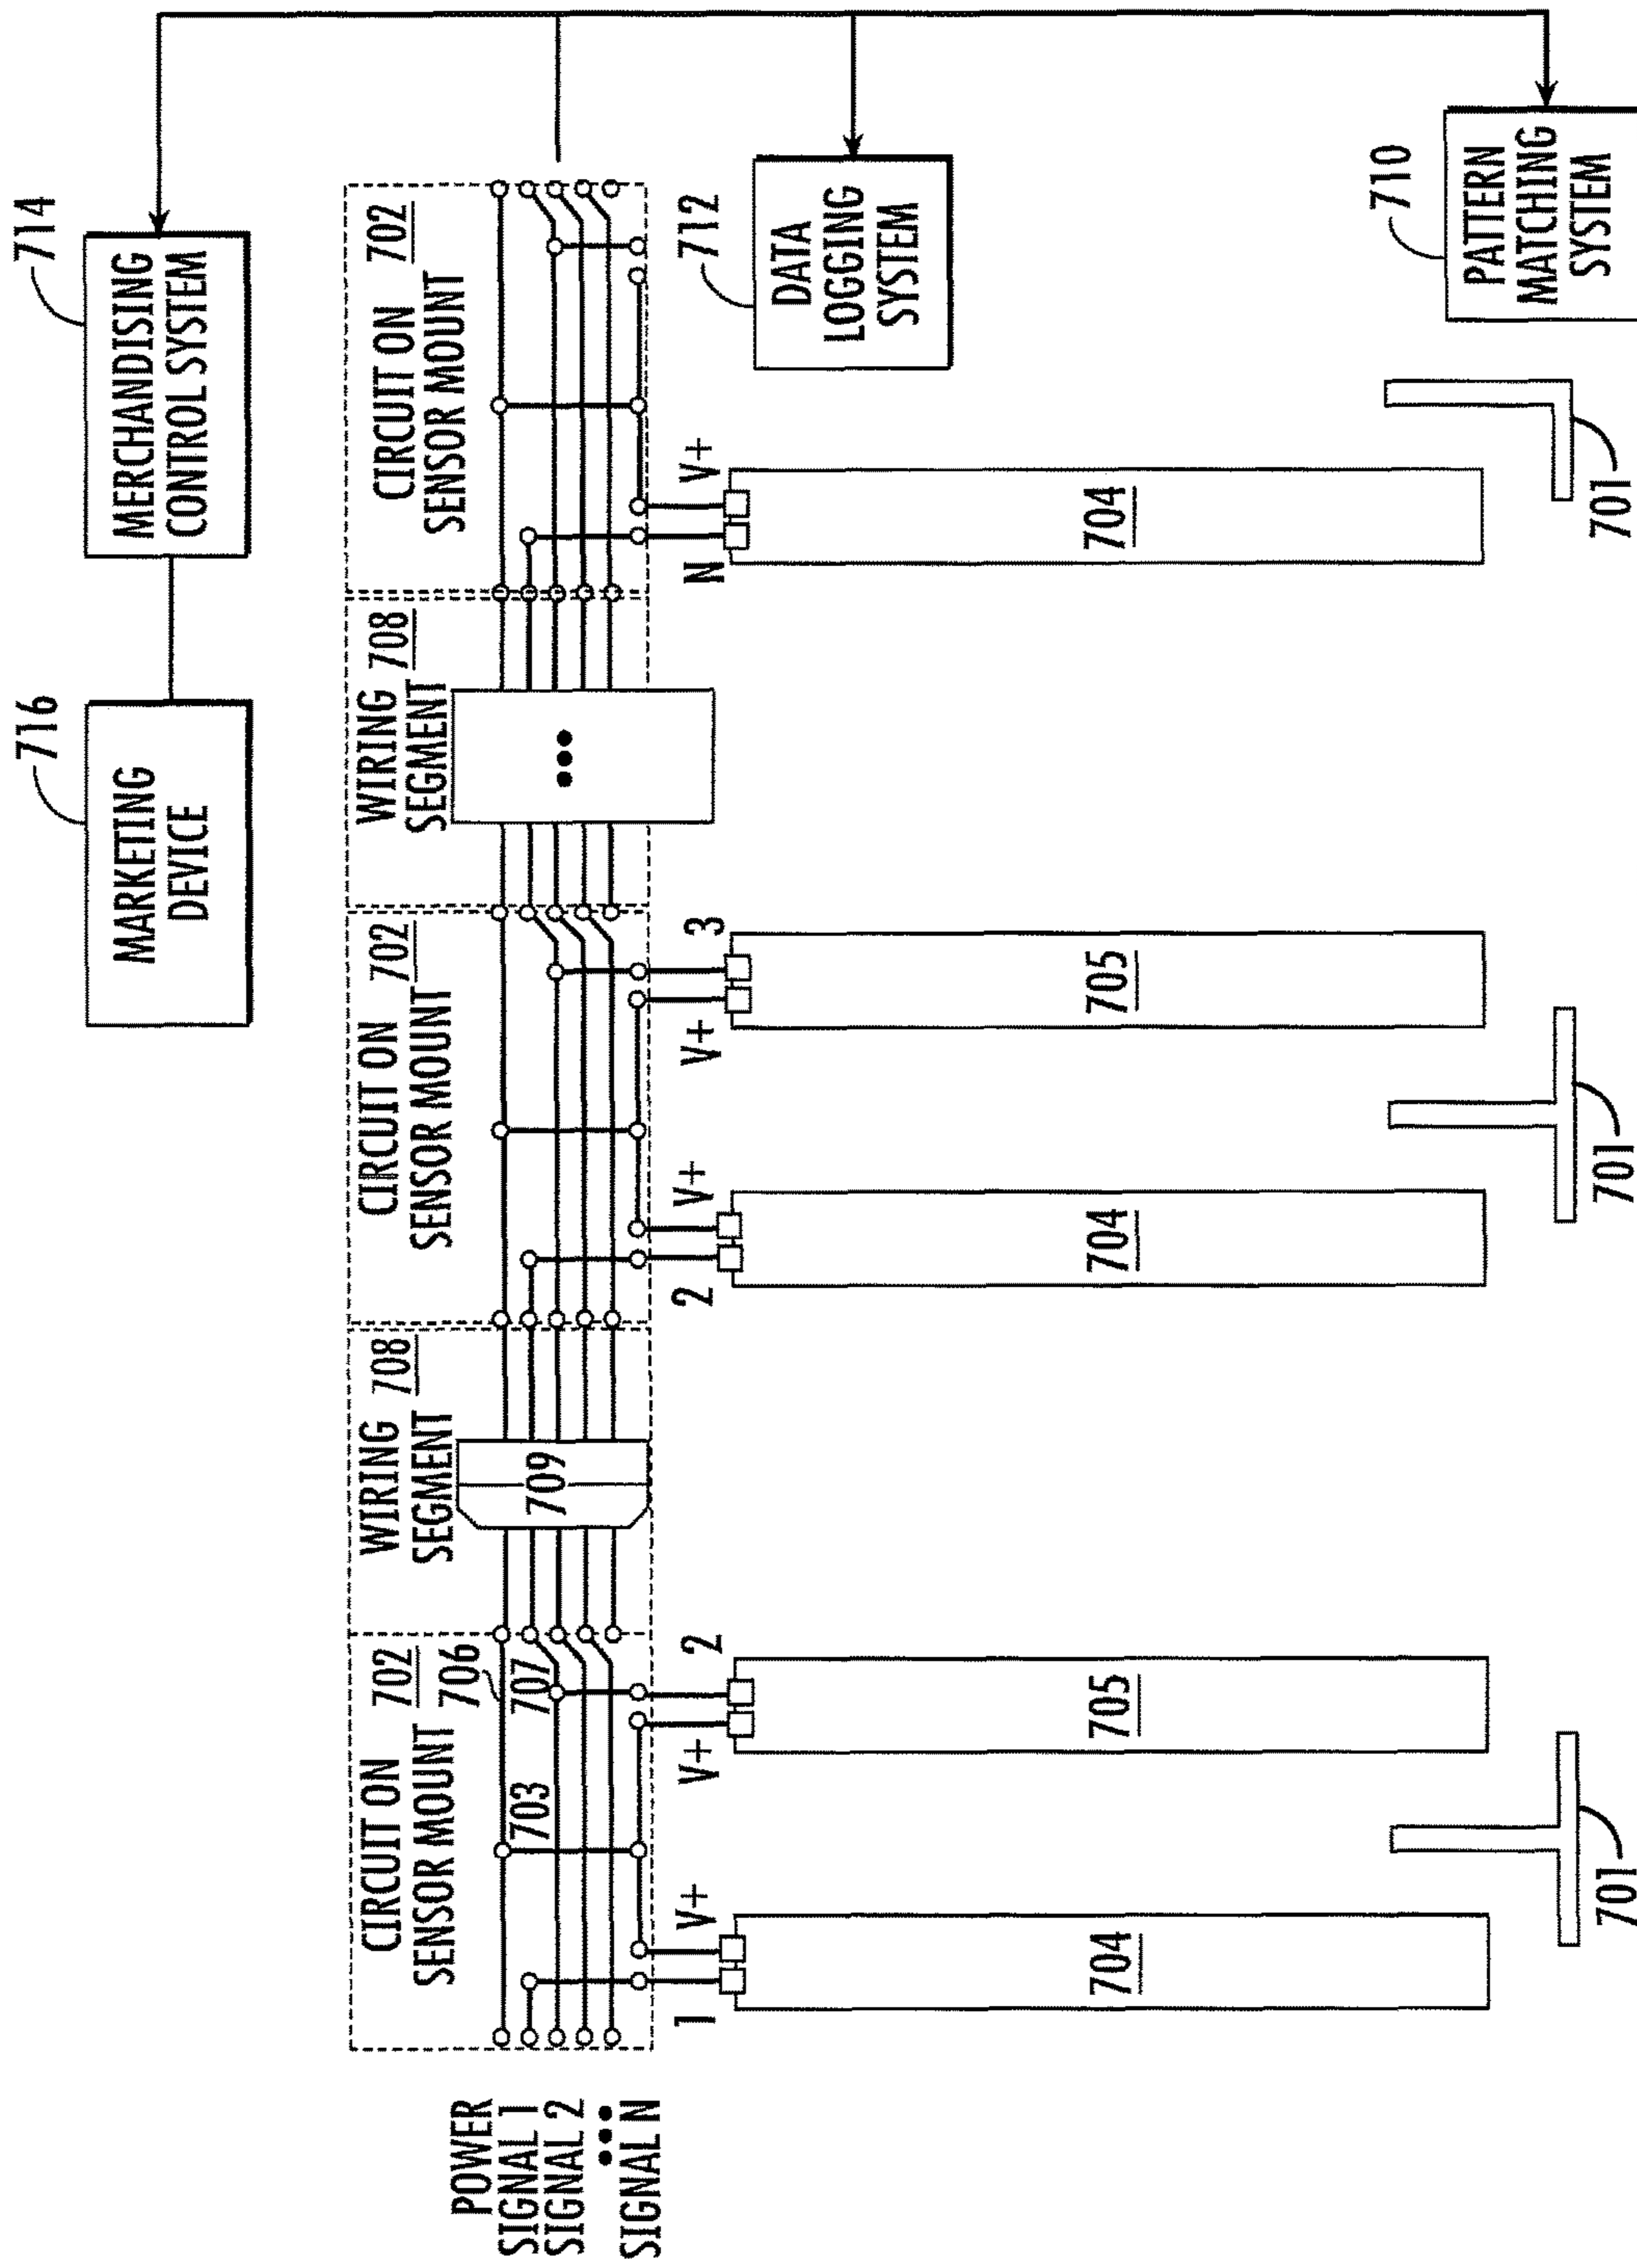 716
MARKETING
DEVICE
714
MERCHANDISING
CONTROL SYSTEM
CIRCUIT ON
SENSOR MOUNT
702
706
703
707
WIRING
SEGMENT
708
709
CIRCUIT ON
SENSOR MOUNT
702
WIRING
SEGMENT
708
CIRCUIT ON
SENSOR MOUNT
702
POWER
SIGNAL 1
SIGNAL 2
SIGNAL N
1
V+
V+
2
2
V+
V+
3
N
V+
712
DATA
LOGGING
SYSTEM
704
705
704
705
704
710
PATTERN
MATCHING
SYSTEM
701
701
701